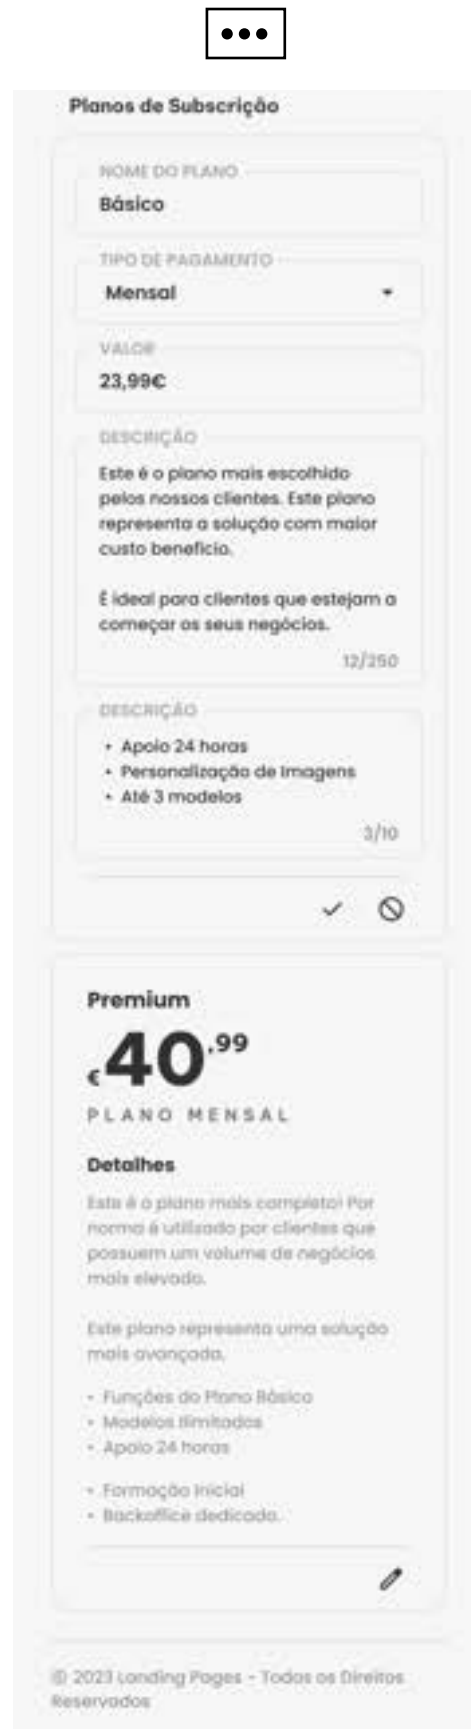 Planos de Subscrição
NOME DO PLANO
Básico
TIPO DE PAGAMENTO
Mensal
VALOR
23,99€
DESCRIÇÃO
Este é o plano mais escolhido
pelos nossos clientes. Este plano
representa a solução com maior
custo benefício.
É ideal para clientes que estejam a
começar os seus negócios.
12/250
DESCRIÇÃO
• Apoio 24 horas
• Personalização de Imagens
• Até 3 modelos
3/10
Premium
€40,99
PLANO MENSAL
Detalhes
Este é o plano mais completo! Por
norma é utilizado por clientes que
possuem um volume de negócios
mais elevado.
Este plano representa uma solução
mais avançada.
• Funções do Plano Básico
• Modelos Ilimitados
• Apoio 24 horas
• Formação Inicial
• Backoffice dedicado.
© 2023 Landing Pages - Todos os Direitos
Reservados